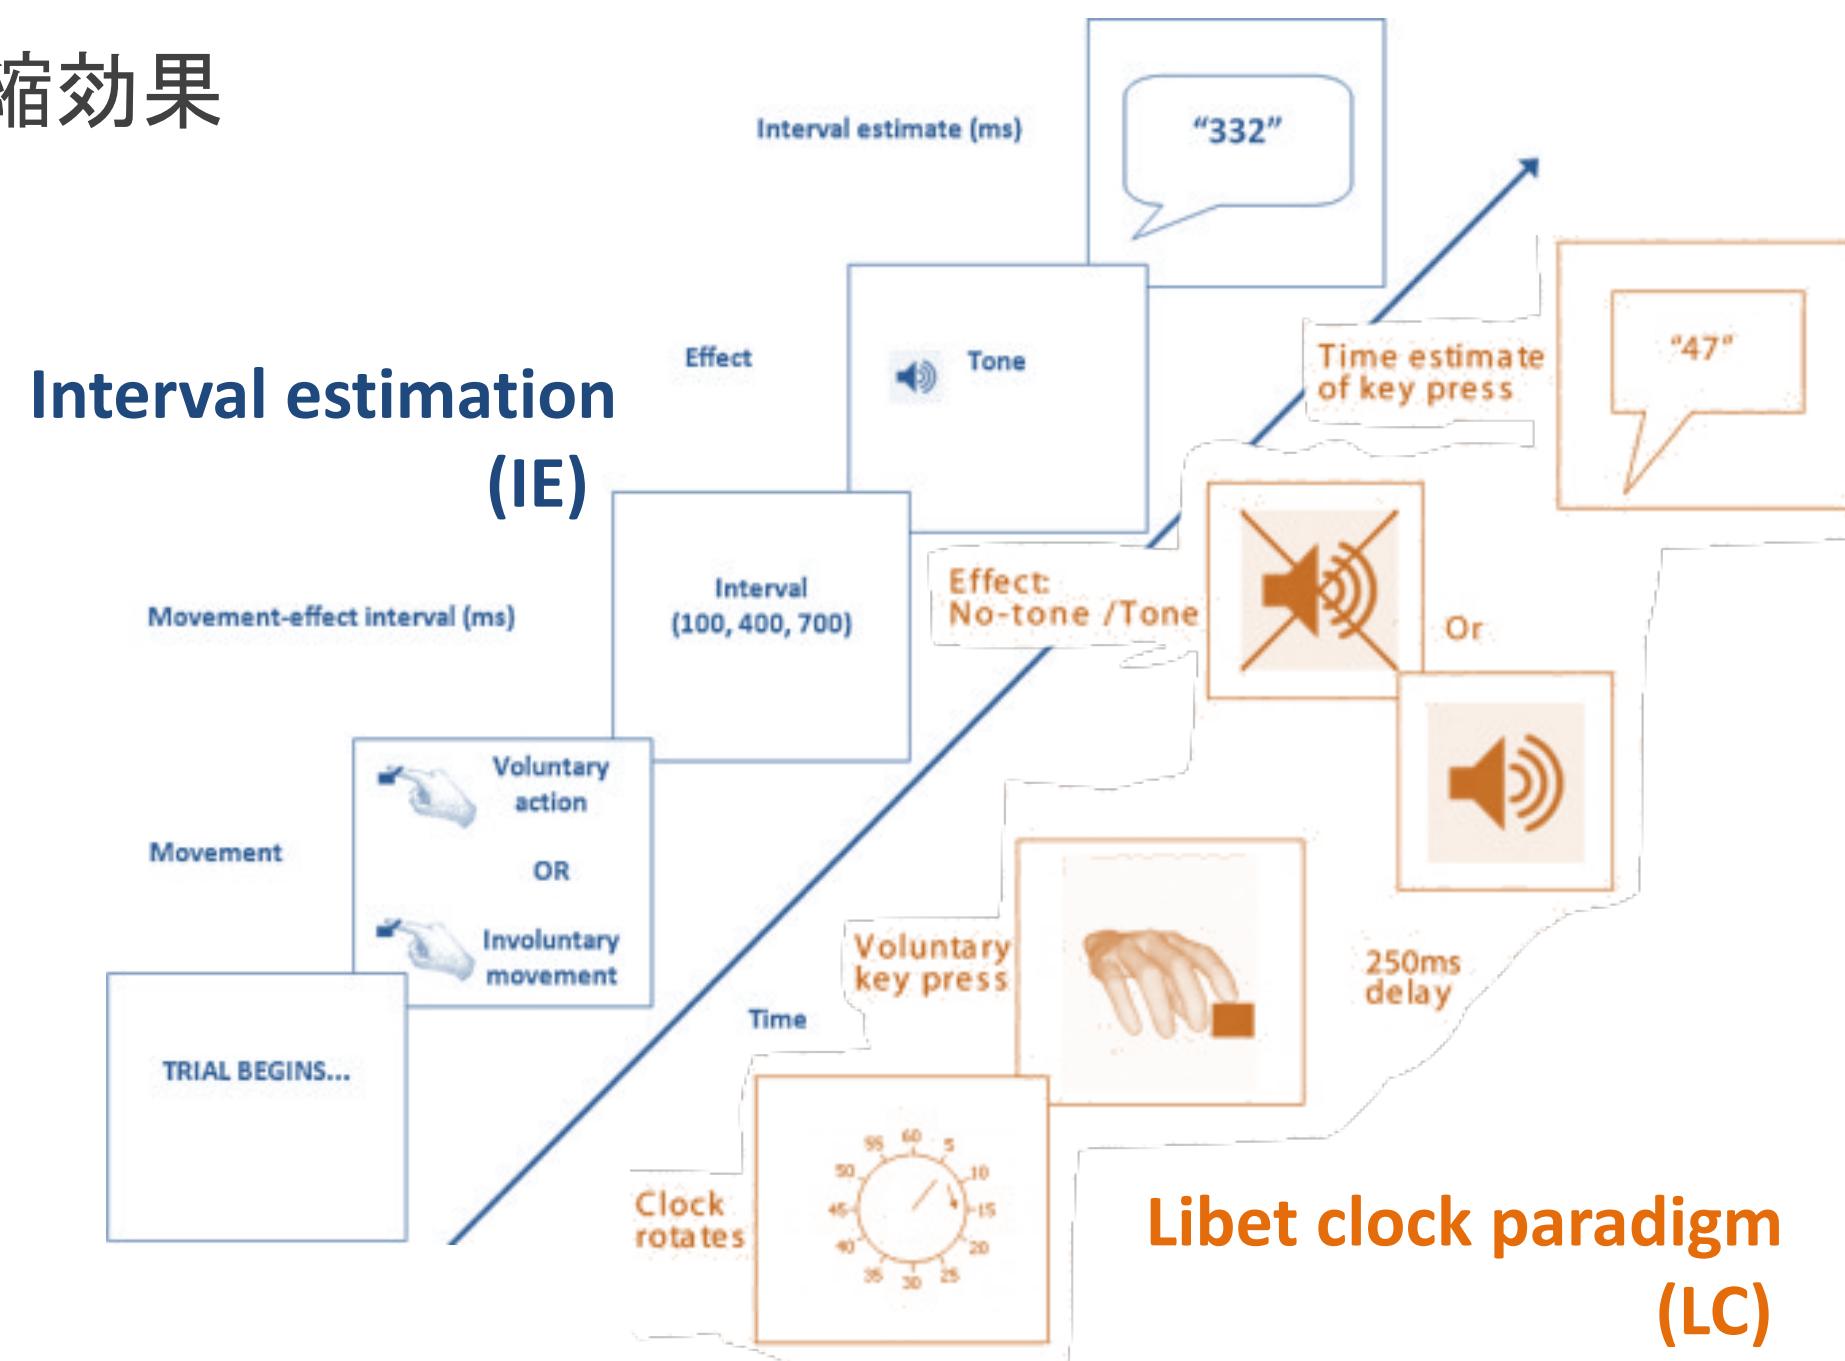 縮効果
Interval estimate (ms)
“332”
Effect
Tone
Interval estimation
(IE)
Movement-effect interval (ms)
Interval
(100, 400, 700)
Movement
Voluntary
action
OR
Involuntary
movement
TRIAL BEGINS...
Time
Time estimate
of key press
“47”
Effect:
No-tone /Tone
Or
Voluntary
key press
250ms
delay
Clock
rotates
60
5
10
15
20
25
30
35
40
45
50
55
Libet clock paradigm
(LC)